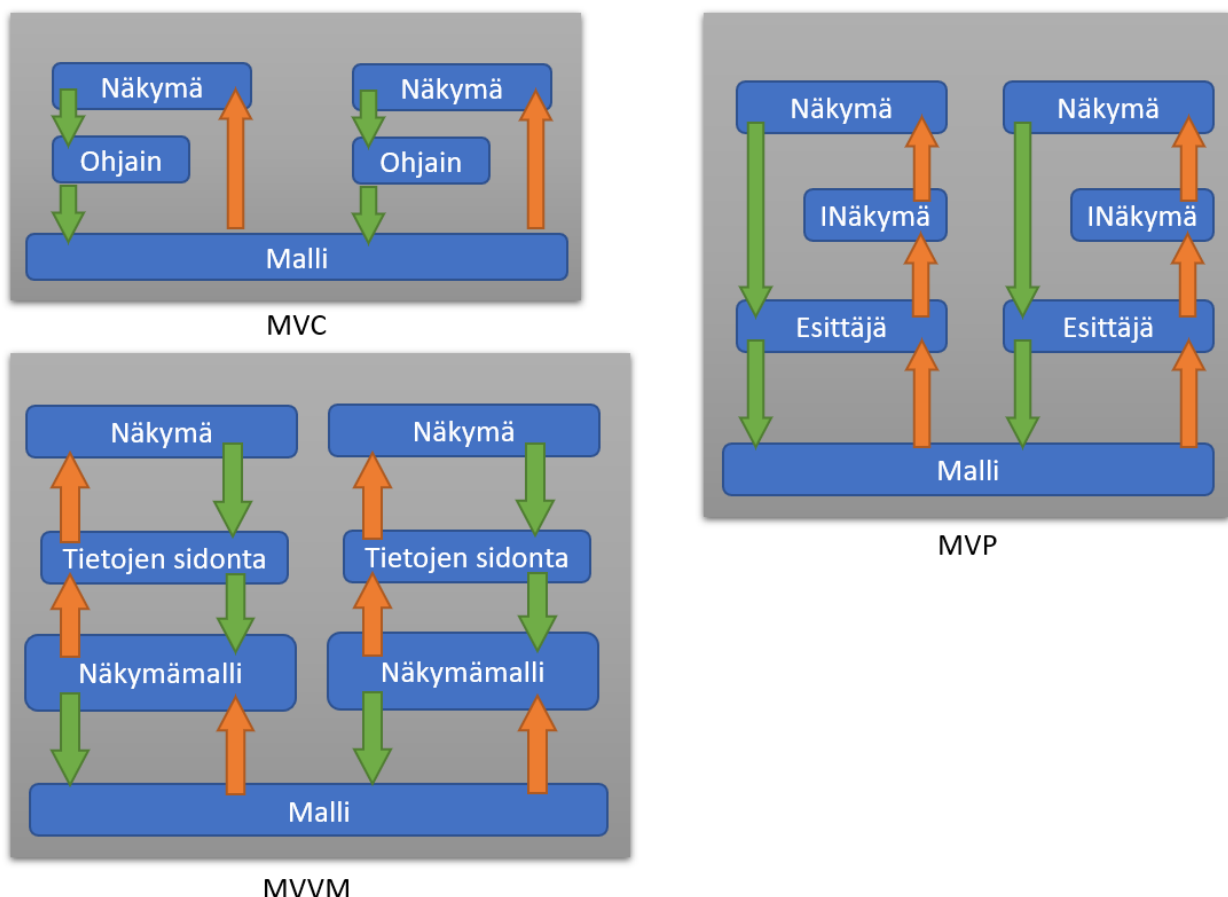 Näkymä
Näkymä
Ohjain
Ohjain
Malli
MVC
Näkymä
Näkymä
INäkymä
INäkymä
Esittäjä
Esittäjä
Malli
MVP
Näkymä
Näkymä
Tietojen sidonta
Tietojen sidonta
Näkymämalli
Näkymämalli
Malli
MVVM